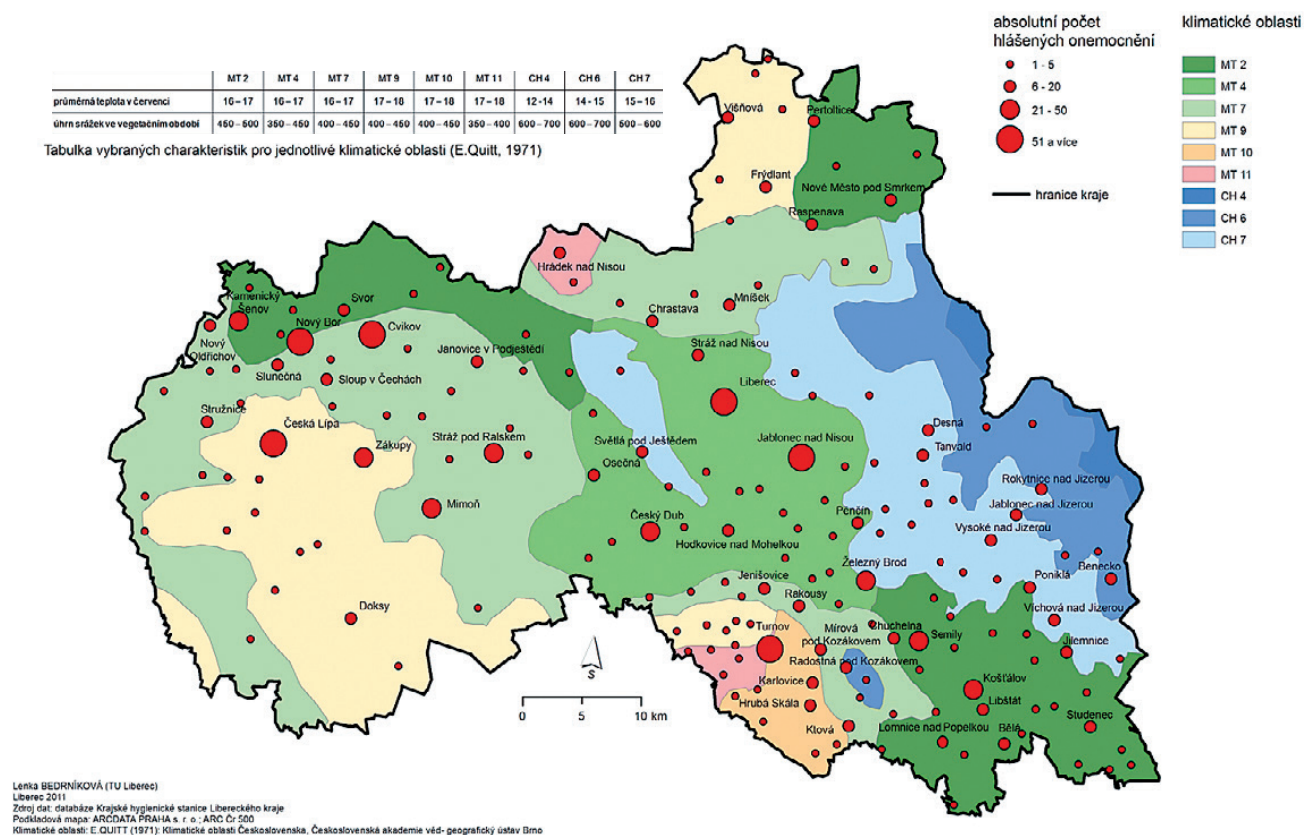 absolutní počet
hlášených onemocnění
1 - 5
6 - 20
21 - 50
51 a více
hranice kraje
klimatické oblasti
MT 2
MT 4
MT 7
MT 9
MT 10
MT 11
CH 4
CH 6
CH 7
MT 2 MT 4 MT 7 MT 9 MT 10 MT 11 CH 4 CH 6 CH 7
průměrná teplota v červenci 16 – 17 16 – 17 16 – 17 17 – 18 17 – 18 17 – 18 12 -14 14 - 15 15 – 16
úhrn srážek ve vegetačním období 450 – 500 350 – 450 400 – 450 400 – 450 400 – 450 350 – 400 600 – 700 600 – 700 500 – 600
Tabulka vybraných charakteristik pro jednotlivé klimatické oblasti (E.Quitt, 1971)
Višňová
Pertoltice
Frýdlant
Nové Město pod Smrkem
Raspenava
Hrádek nad Nisou
Chrastava
Mníšek
Kamenický
Šenov
Svor
Nový Bor
Cvikov
Nový
Oldřichov
Slunečná
Sloup v Čechách
Janovice v Podještědí
Stráž nad Nisou
Liberec
Stružnice
Česká Lípa
Zákupy
Stráž pod Ralskem
Světlá pod Ještědem
Osečná
Jablonec nad Nisou
Desná
Tanvald
Rokytnice nad Jizerou
Jablonec nad Jizerou
Vysoké nad Jizerou
Mimoň
Český Dub
Hodkovice nad Mohelkou
Pěnčín
Železný Brod
Benecko
Poniklá
Víchová nad Jizerou
Jenišovice
Rakousy
Doksy
Turnov
Mírová
pod Kozákovem
Chuchelna
Semily
Jilemnice
Radostná pod Kozákovem
Karlovice
Hrubá Skála
Ktová
Košťálov
Libštát
Lomnice nad Popelkou
Bělá
Studenec
S
0 5 10 km
Lenka BEDRNÍKOVÁ (TU Liberec)
Liberec 2011
Zdroj dat: databáze Krajské hygienické stanice Libereckého kraje
Podkladová mapa: ARCDATA PRAHA s. r. o.; ARC Čr 500
Klimatické oblasti: E.QUITT (1971): Klimatické oblasti Československa, Československá akademie věd- geografický ústav Brno